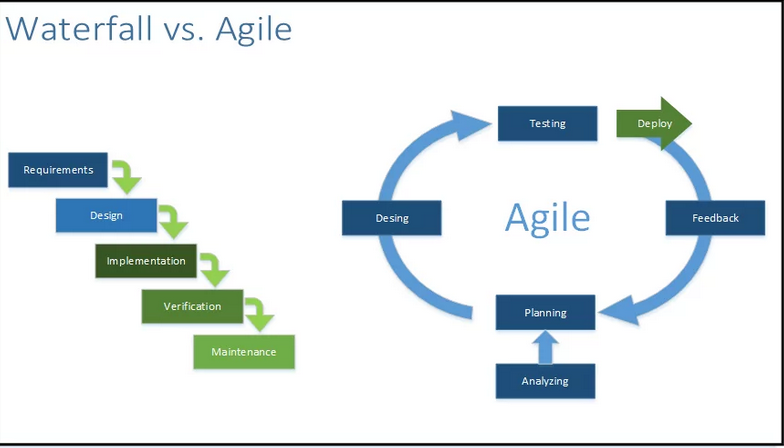 Waterfall vs. Agile
Requirements
Design
Implementation
Verification
Maintenance
Testing
Deploy
Desing
Agile
Feedback
Planning
Analyzing